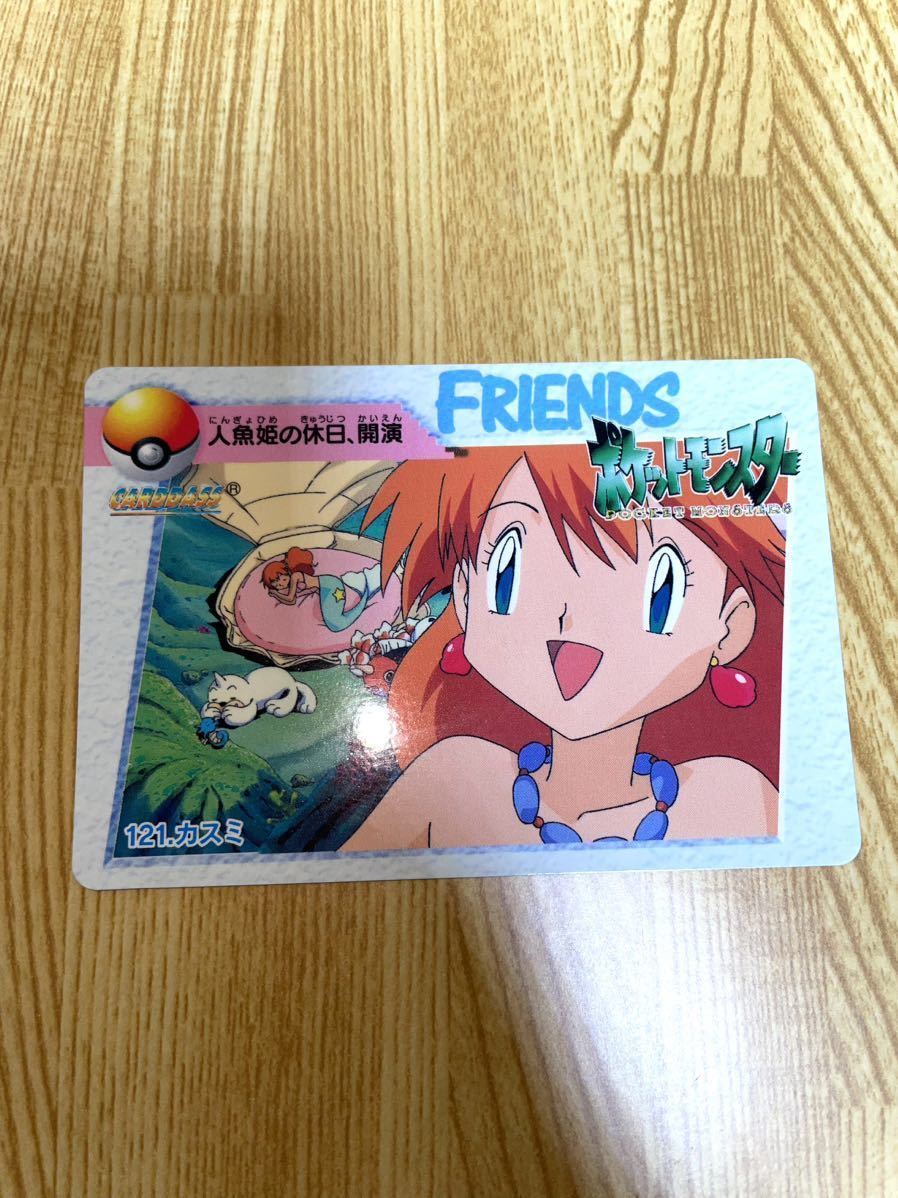 FRIENDS
にんぎょひめ きゅうじつ かいえん
人魚姫の休日、開演
ポケットモンスター
POCKET MONSTERS
CARDDASS®
121.カスミ